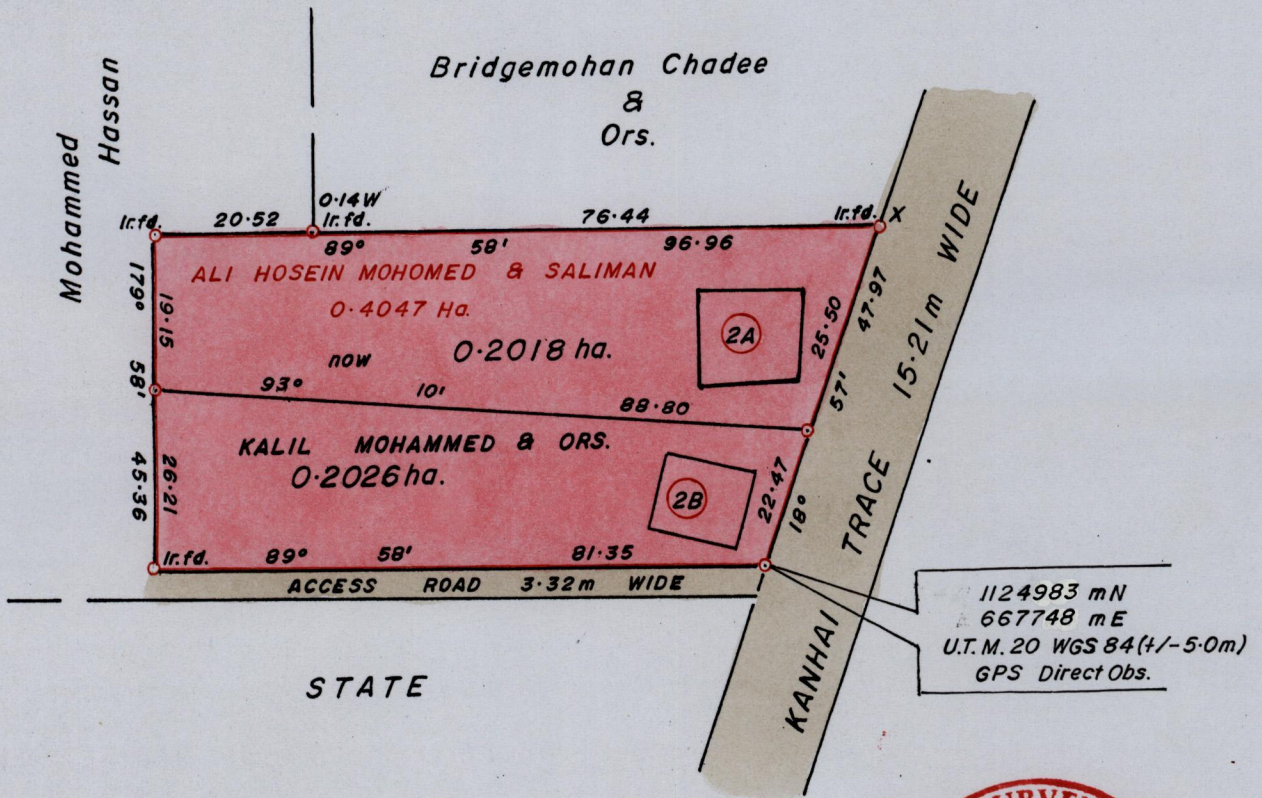 Bridgemohan Chadee
&
Ors.
Mohammed
Hassan
Ir.fd.
20·52
0·14W
Ir.fd.
76·44
Ir.fd.
X
89° 58' 96·96
ALI HOSEIN MOHOMED & SALIMAN
0·4047 Ha.
now
0·2018 ha.
2A
179° 58'
19·15
25·50
47·97
93° 10' 88·80
KALIL MOHAMMED & ORS.
0·2026 ha.
2B
45·36
26·21
22·47
18° 57'
Ir.fd.
89° 58' 81·35
ACCESS ROAD 3·32m WIDE
KANHAI TRACE 15·21m WIDE
STATE
1124983 mN
667748 mE
U.T.M. 20 WGS 84(+/-5·0m)
GPS Direct Obs.